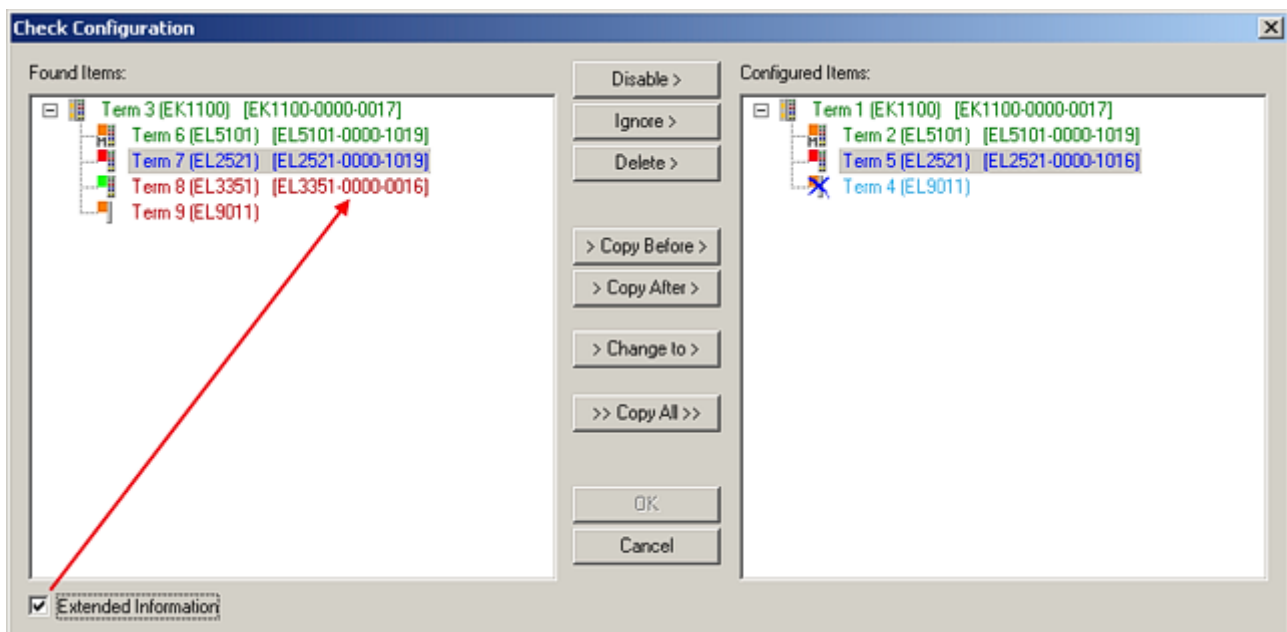 Check Configuration
Found Items:
Term 3 (EK1100) [EK1100-0000-0017]
Term 6 (EL5101) [EL5101-0000-1019]
Term 7 (EL2521) [EL2521-0000-1019]
Term 8 (EL3351) [EL3351-0000-0016]
Term 9 (EL9011)
Extended Information
Disable >
Ignore >
Delete >
> Copy Before >
> Copy After >
> Change to >
>> Copy All >>
OK
Cancel
Configured Items:
Term 1 (EK1100) [EK1100-0000-0017]
Term 2 (EL5101) [EL5101-0000-1019]
Term 5 (EL2521) [EL2521-0000-1016]
Term 4 (EL9011)